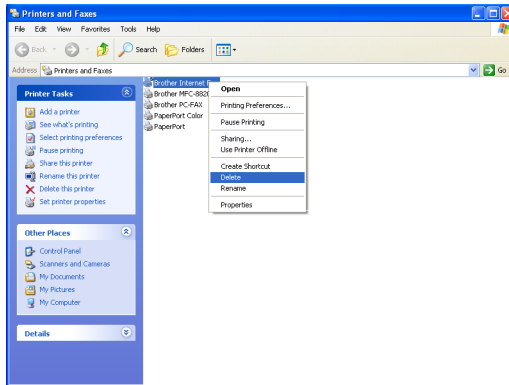 Printers and Faxes
File Edit View Favorites Tools Help
Back Search Folders
Address Printers and Faxes Go
Printer Tasks
Add a printer
See what's printing
Select printing preferences
Pause printing
Share this printer
Rename this printer
Delete this printer
Set printer properties
Other Places
Control Panel
Scanners and Cameras
My Documents
My Pictures
My Computer
Details
Brother Internet
Brother MFC-882
Brother PC-FAX
PaperPort Color
PaperPort
Open
Printing Preferences...
Pause Printing
Sharing...
Use Printer Offline
Create Shortcut
Delete
Rename
Properties